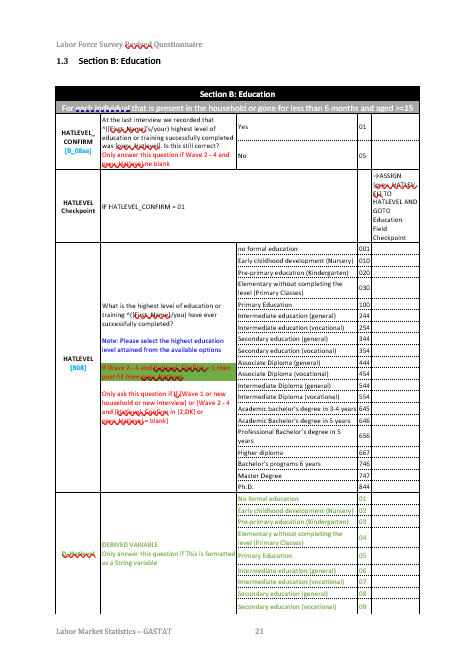 Labor Force Survey Revised Questionnaire
1.3 Section B: Education
Section B: Education
For each individual that is present in the household or gone for less than 6 months and aged >=15
HATLEVEL_
CONFIRM
[B_08aa]
At the last interview we recorded that
^([First_Name]'s/your) highest level of
education or training successfully completed
was . Is this still correct?
Only answer this question if Wave 2 - 4 and
ne blank
Yes 01
No 05
HATLEVEL
Checkpoint
IF HATLEVEL_CONFIRM = 01
→ASSIGN
TO
HATLEVEL AND
GOTO
Education
Field
Checkpoint
HATLEVEL
[B08]
What is the highest level of education or
training ^([First_Name]/you) have ever
successfully completed?
Note: Please select the highest education
level attained from the available options
If Wave 2 - 4 and = 1 then
post fill from
Only ask this question if (Wave 1 or new
household or new interview) or [Wave 2 - 4
and in (2,DK) or
= blank]
no formal education 001
Early childhood development (Nursery) 010
Pre-primary education (Kindergarten) 020
Elementary without completing the
level (Primary Classes) 030
Primary Education 100
Intermediate education (general) 244
Intermediate education (vocational) 254
Secondary education (general) 344
Secondary education (vocational) 354
Associate Diploma (general) 444
Associate Diploma (vocational) 454
Intermediate Diploma (general) 544
Intermediate Diploma (vocational) 554
Academic bachelor's degree in 3-4 years 645
Academic Bachelor's degree in 5 years 646
Professional Bachelor's degree in 5
years 656
Higher diploma 667
Bachelor's programs 6 years 746
Master Degree 747
Ph.D. 844
DERIVED VARIABLE
Only answer this question if This is formatted
as a String variable
No formal education 01
Early childhood development (Nursery) 02
Pre-primary education (Kindergarten) 03
Elementary without completing the
level (Primary Classes) 04
Primary Education 05
Intermediate education (general) 06
Intermediate education (vocational) 07
Secondary education (general) 08
Secondary education (vocational) 09
Labor Market Statistics – GASTAT 21